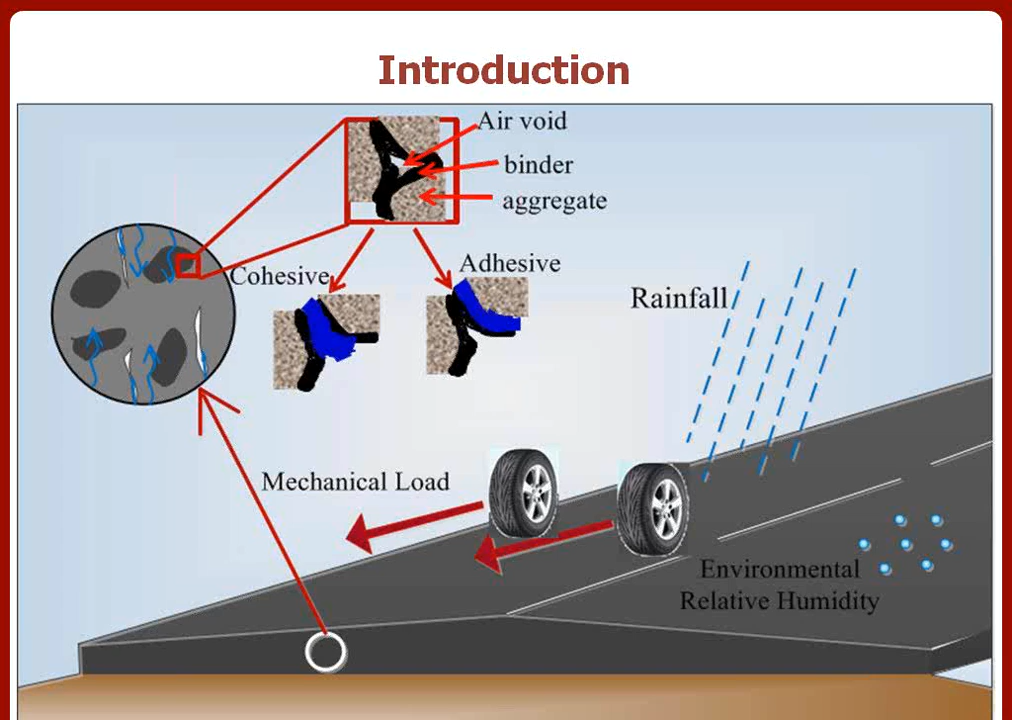 Introduction
Air void
binder
aggregate
Cohesive
Adhesive
Rainfall
Mechanical Load
Environmental
Relative Humidity